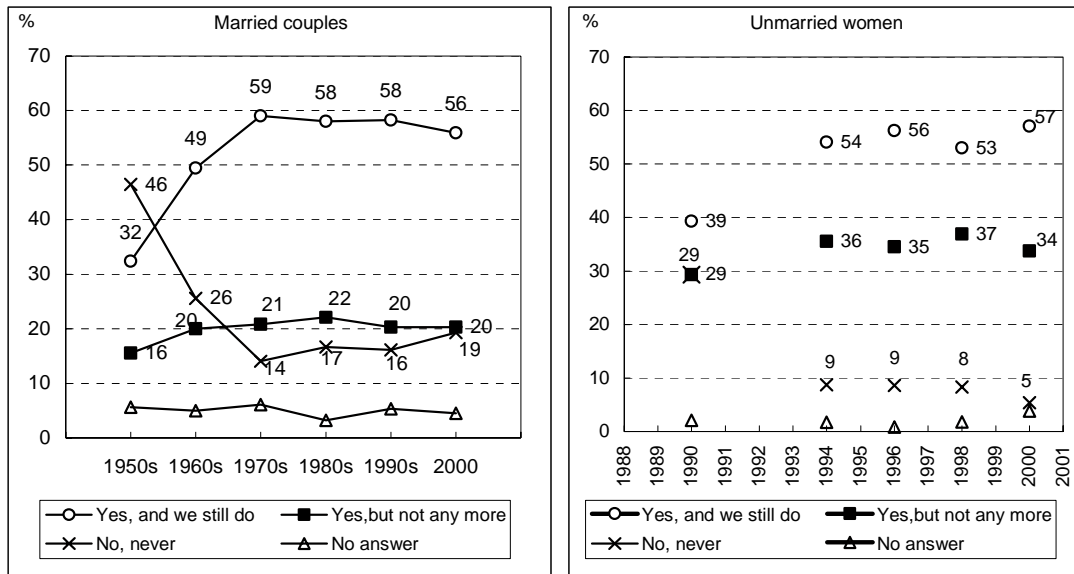 % Married couples
70
60
50
40
30
20
10
0
59 58 58 56
49
46
32
26
20 21 22 20 20
16 14 17 16 19
1950s 1960s 1970s 1980s 1990s 2000
Yes, and we still do Yes,but not any more
No, never No answer
% Unmarried women
70
60
50
40
30
20
10
0
57
54 56 53
39
36 35 37 34
29
29
9 9 8 5
1988 1989 1990 1991 1992 1993 1994 1995 1996 1997 1998 1999 2000 2001
Yes, and we still do Yes,but not any more
No, never No answer